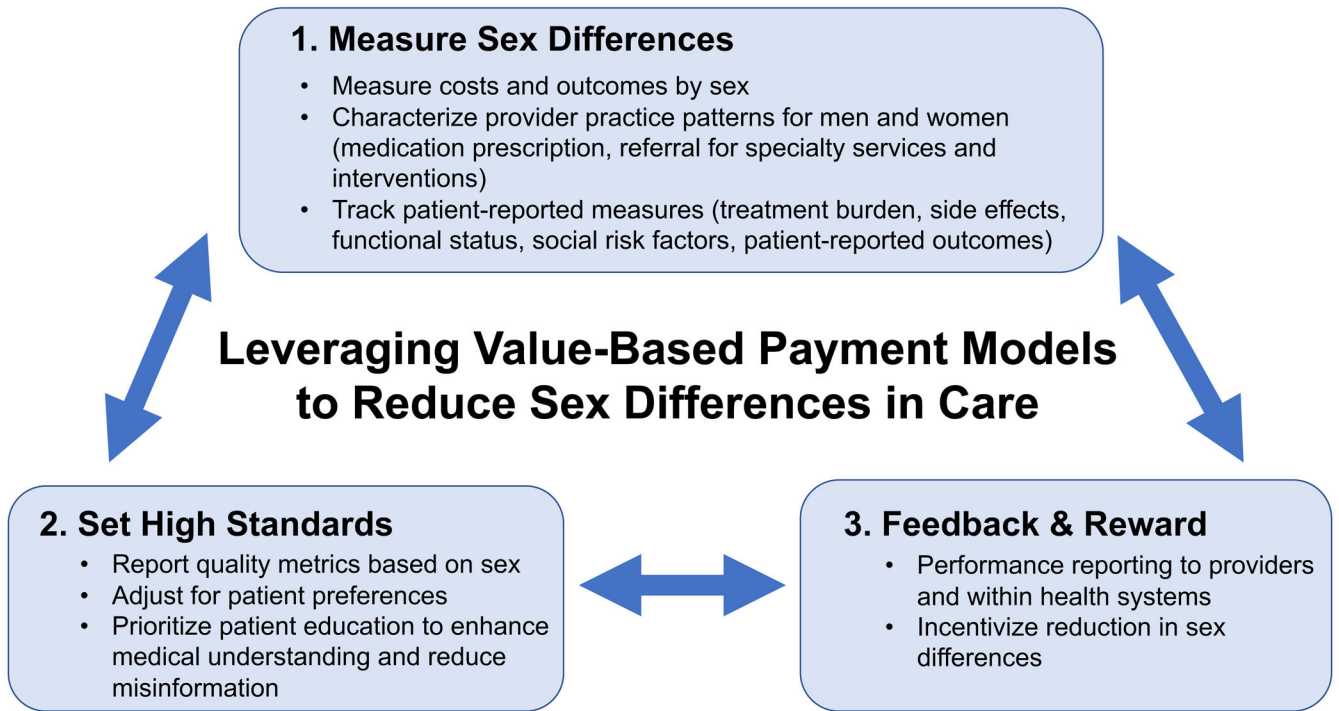 1. Measure Sex Differences
• Measure costs and outcomes by sex
• Characterize provider practice patterns for men and women
(medication prescription, referral for specialty services and
interventions)
• Track patient-reported measures (treatment burden, side effects,
functional status, social risk factors, patient-reported outcomes)
Leveraging Value-Based Payment Models
to Reduce Sex Differences in Care
2. Set High Standards
• Report quality metrics based on sex
• Adjust for patient preferences
• Prioritize patient education to enhance
medical understanding and reduce
misinformation
3. Feedback & Reward
• Performance reporting to providers
and within health systems
• Incentivize reduction in sex
differences